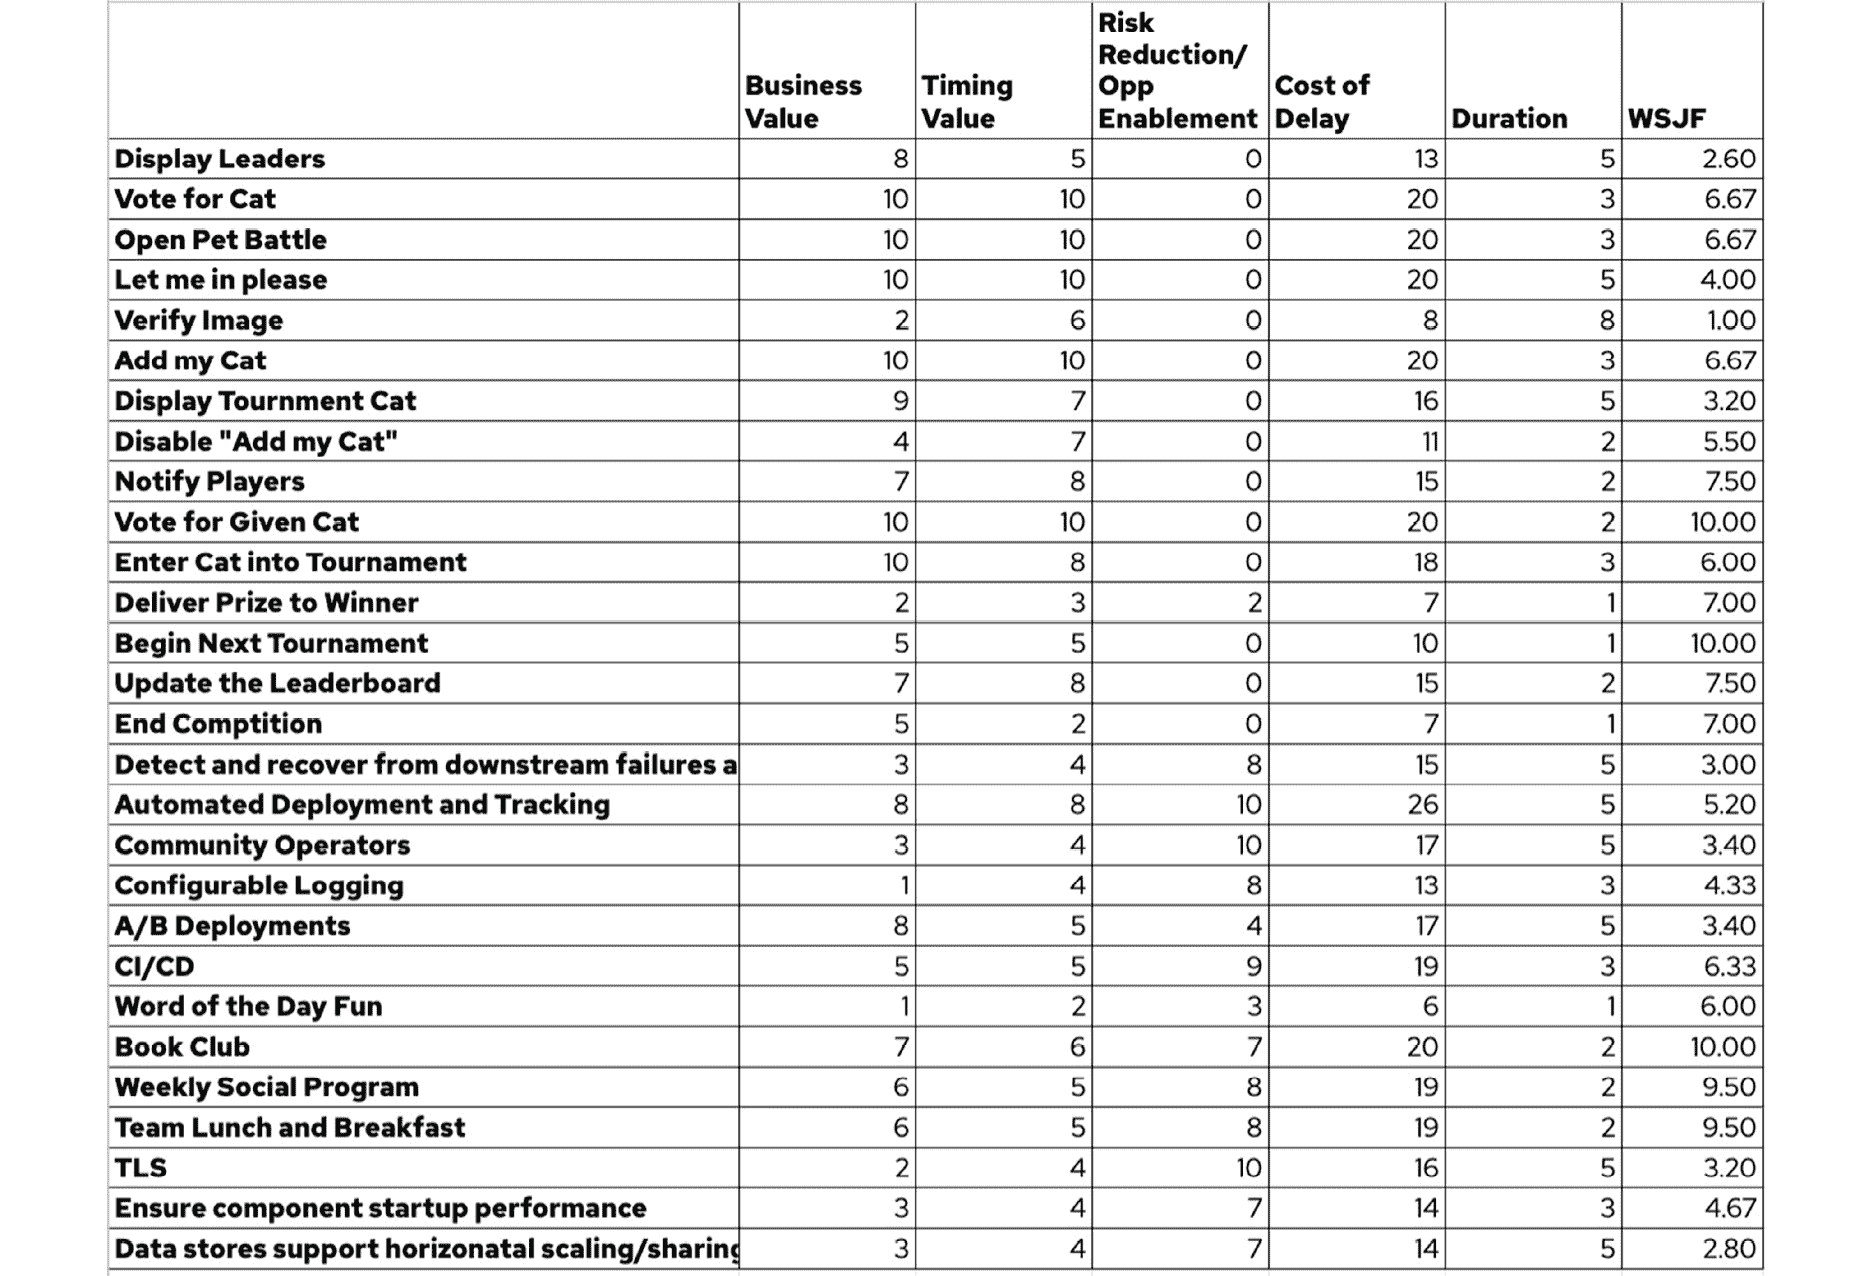 Business Value Timing Value Risk Reduction/ Opp Enablement Cost of Delay Duration WSJF
Display Leaders 8 5 0 13 5 2.60
Vote for Cat 10 10 0 20 3 6.67
Open Pet Battle 10 10 0 20 3 6.67
Let me in please 10 10 0 20 5 4.00
Verify Image 2 6 0 8 8 1.00
Add my Cat 10 10 0 20 3 6.67
Display Tournment Cat 9 7 0 16 5 3.20
Disable "Add my Cat" 4 7 0 11 2 5.50
Notify Players 7 8 0 15 2 7.50
Vote for Given Cat 10 10 0 20 2 10.00
Enter Cat into Tournament 10 8 0 18 3 6.00
Deliver Prize to Winner 2 3 2 7 1 7.00
Begin Next Tournament 5 5 0 10 1 10.00
Update the Leaderboard 7 8 0 15 2 7.50
End Comptition 5 2 0 7 1 7.00
Detect and recover from downstream failures a 3 4 8 15 5 3.00
Automated Deployment and Tracking 8 8 10 26 5 5.20
Community Operators 3 4 10 17 5 3.40
Configurable Logging 1 4 8 13 3 4.33
A/B Deployments 8 5 4 17 5 3.40
CI/CD 5 5 9 19 3 6.33
Word of the Day Fun 1 2 3 6 1 6.00
Book Club 7 6 7 20 2 10.00
Weekly Social Program 6 5 8 19 2 9.50
Team Lunch and Breakfast 6 5 8 19 2 9.50
TLS 2 4 10 16 5 3.20
Ensure component startup performance 3 4 7 14 3 4.67
Data stores support horizonatal scaling/sharing 3 4 7 14 5 2.80